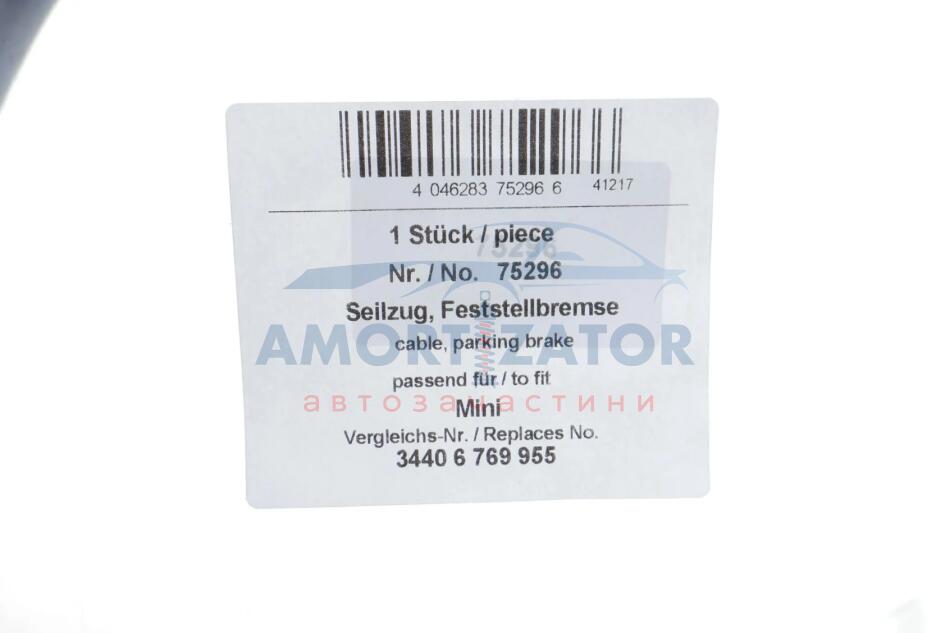 4 046283 75296 6
41217
1 Stück / piece
75296
Nr. / No. 75296
Seilzug, Feststellbremse
AMORTIZATOR
cable, parking brake
passend für / to fit
автозапчастини
Mini
Vergleichs-Nr. / Replaces No.
3440 6 769 955